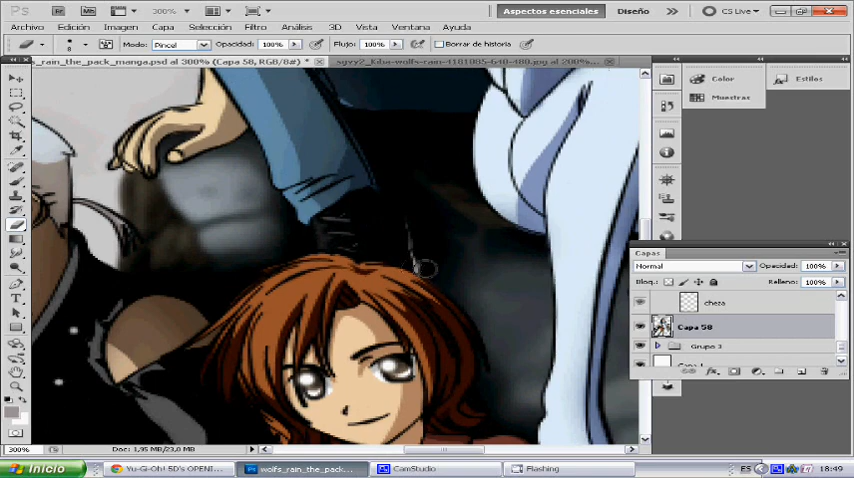 Ps Br Mb 300% Aspectos esenciales Diseño CS Live
Archivo Edición Imagen Capa Selección Filtro Análisis 3D Vista Ventana Ayuda
Modo: Pincel Opacidad: 100% Flujo: 100% Borrar de historia
fs_rain_the_pack_manga.psd al 300% (Capa 58, RGB/8#) *
Color
Estilos
Muestras
Capas
Normal Opacidad: 100%
Bloq.: Relleno: 100%
cheza
Capa 58
Grupo 3
300% Doc: 1,95 MB/23,0 MB
Inicio Yu-Gi-Oh! 5D's OPENI... wolfs_rain_the_pack... CamStudio Flashing ES 18:49